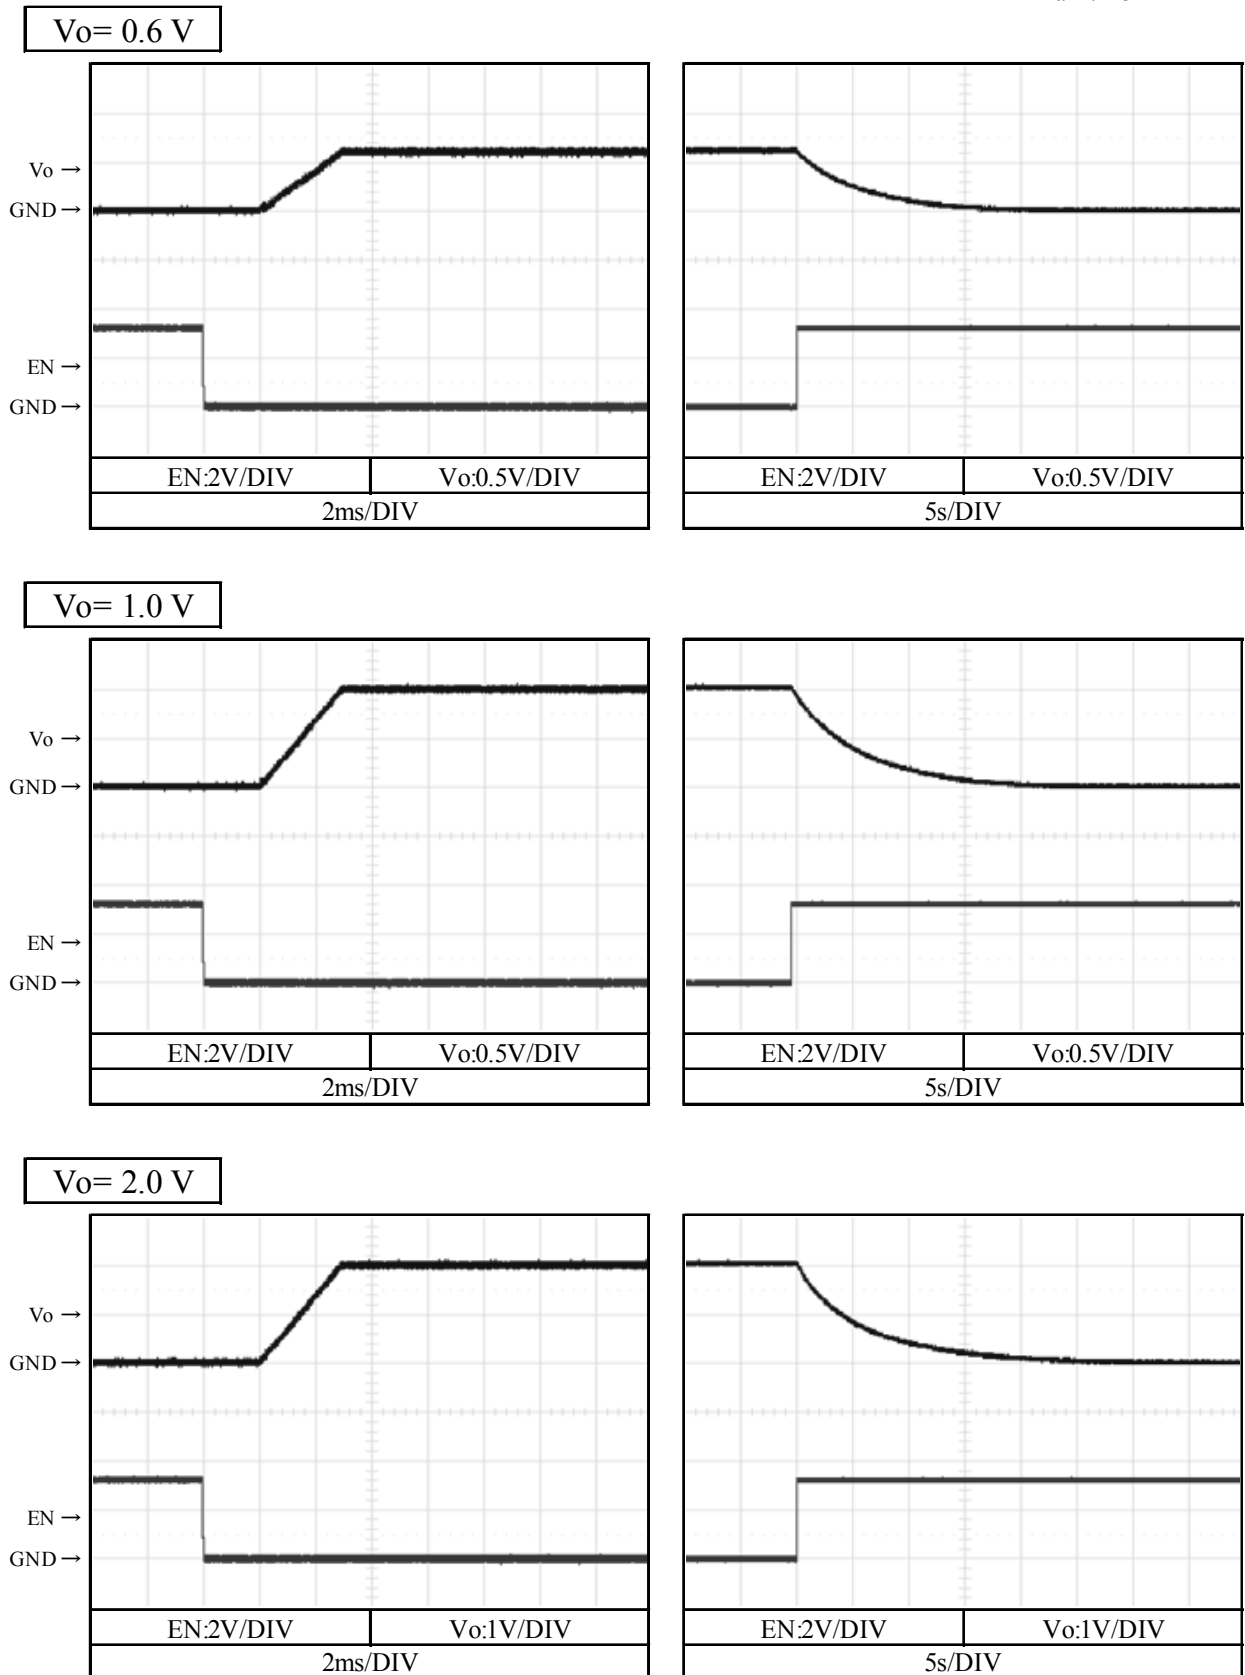 Vo= 0.6 V
Vo →
GND →
EN →
GND →
EN:2V/DIV Vo:0.5V/DIV
2ms/DIV
EN:2V/DIV Vo:0.5V/DIV
5s/DIV
Vo= 1.0 V
Vo →
GND →
EN →
GND →
EN:2V/DIV Vo:0.5V/DIV
2ms/DIV
EN:2V/DIV Vo:0.5V/DIV
5s/DIV
Vo= 2.0 V
Vo →
GND →
EN →
GND →
EN:2V/DIV Vo:1V/DIV
2ms/DIV
EN:2V/DIV Vo:1V/DIV
5s/DIV